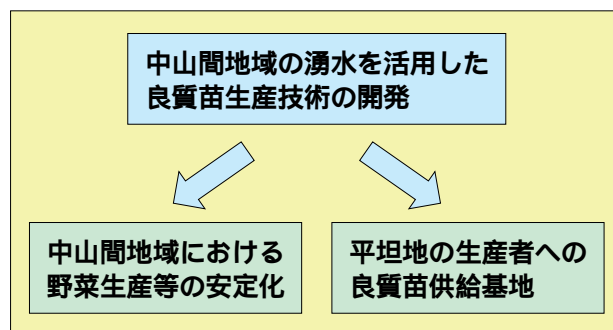 中山間地域の湧水を活用した
良質苗生産技術の開発
中山間地域における
野菜生産等の安定化
平坦地の生産者への
良質苗供給基地